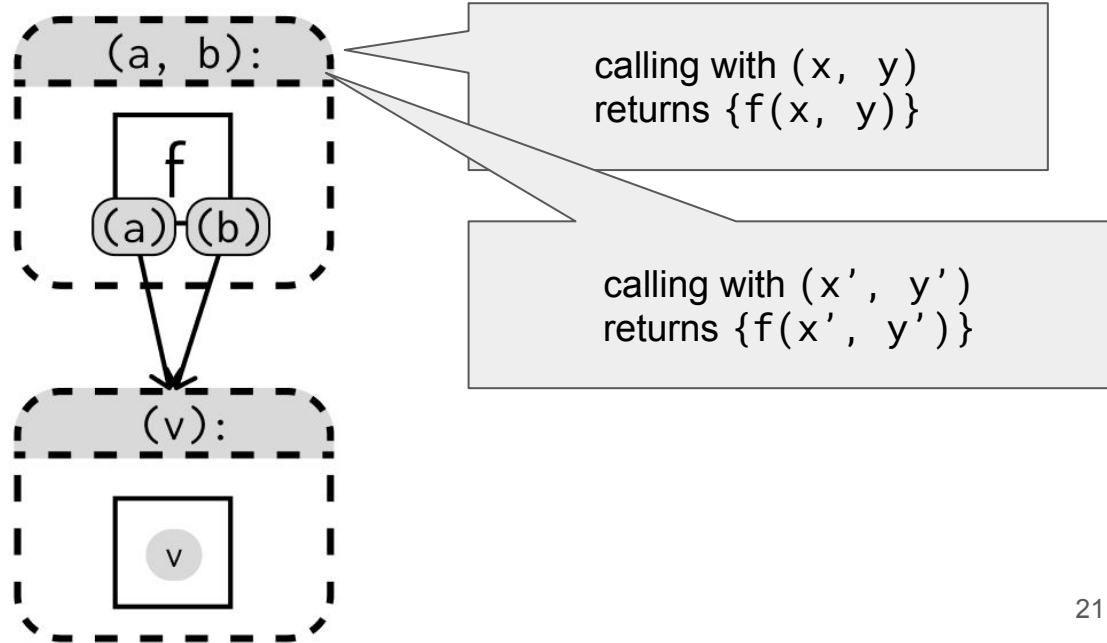 (a, b):
f
(a) (b)
calling with (x, y)
returns {f(x, y)}
calling with (x’, y’)
returns {f(x’, y’)}
(v):
v
21